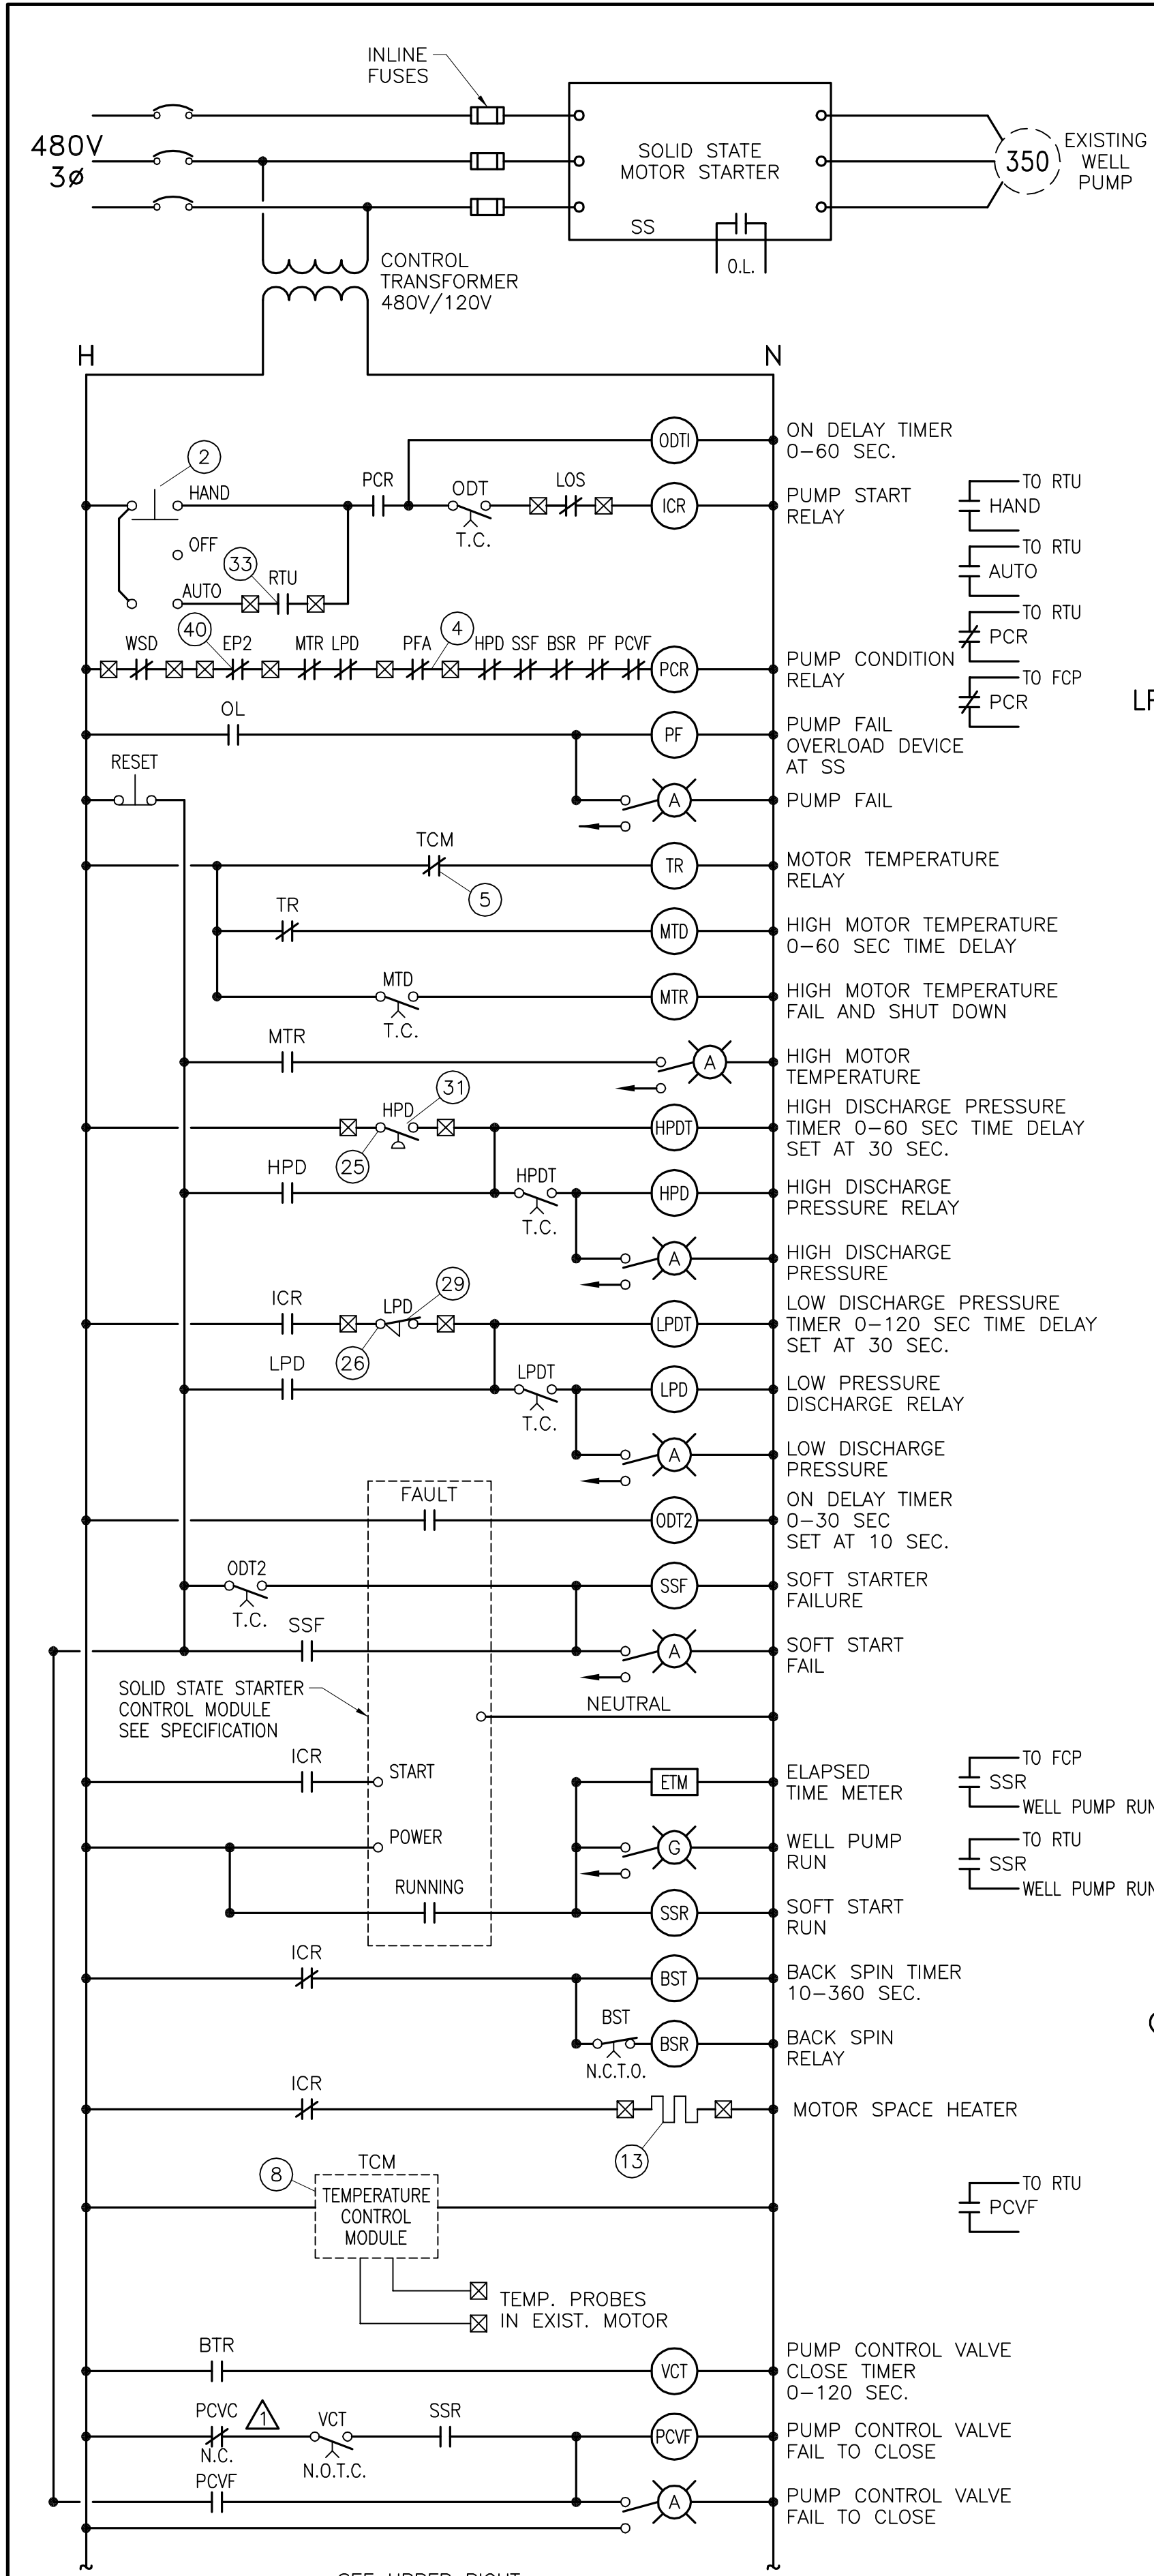 INLINE
FUSES
480V
3ø
SOLID STATE
MOTOR STARTER
SS
O.L.
350
EXISTING
WELL
PUMP
CONTROL
TRANSFORMER
480V/120V
H
N
ODTI
ON DELAY TIMER
0-60 SEC.
2
HAND
PCR
ODT
T.C.
LOS
ICR
PUMP START
RELAY
TO RTU
HAND
OFF
TO RTU
AUTO
33
AUTO
RTU
TO RTU
PCR
40
4
WSD
EP2
MTR
LPD
PFA
HPD
SSF
BSR
PF
PCVF
PCR
PUMP CONDITION
RELAY
TO FCP
PCR
OL
PF
PUMP FAIL
OVERLOAD DEVICE
AT SS
RESET
A
PUMP FAIL
TCM
5
TR
MOTOR TEMPERATURE
RELAY
TR
MTD
HIGH MOTOR TEMPERATURE
0-60 SEC TIME DELAY
MTD
T.C.
MTR
HIGH MOTOR TEMPERATURE
FAIL AND SHUT DOWN
MTR
A
HIGH MOTOR
TEMPERATURE
31
HPD
25
HPDT
HIGH DISCHARGE PRESSURE
TIMER 0-60 SEC TIME DELAY
SET AT 30 SEC.
HPD
HPDT
T.C.
HPD
HIGH DISCHARGE
PRESSURE RELAY
A
HIGH DISCHARGE
PRESSURE
29
ICR
LPD
26
LPDT
LOW DISCHARGE PRESSURE
TIMER 0-120 SEC TIME DELAY
SET AT 30 SEC.
LPD
LPDT
T.C.
LPD
LOW PRESSURE
DISCHARGE RELAY
A
LOW DISCHARGE
PRESSURE
FAULT
ODT2
ON DELAY TIMER
0-30 SEC
SET AT 10 SEC.
ODT2
T.C.
SSF
SOFT STARTER
FAILURE
SSF
A
SOFT START
FAIL
SOLID STATE STARTER
CONTROL MODULE
SEE SPECIFICATION
NEUTRAL
ICR
START
ETM
ELAPSED
TIME METER
TO FCP
SSR
WELL PUMP RUN
POWER
G
WELL PUMP
RUN
TO RTU
SSR
WELL PUMP RUN
RUNNING
SSR
SOFT START
RUN
ICR
BST
BACK SPIN TIMER
10-360 SEC.
BST
N.C.T.O.
BSR
BACK SPIN
RELAY
ICR
13
MOTOR SPACE HEATER
8
TCM
TEMPERATURE
CONTROL
MODULE
TO RTU
PCVF
TEMP. PROBES
IN EXIST. MOTOR
BTR
VCT
PUMP CONTROL VALVE
CLOSE TIMER
0-120 SEC.
PCVC
N.C.
1
VCT
N.O.T.C.
SSR
PCVF
PUMP CONTROL VALVE
FAIL TO CLOSE
PCVF
A
PUMP CONTROL VALVE
FAIL TO CLOSE
SEE UPPER RIGHT